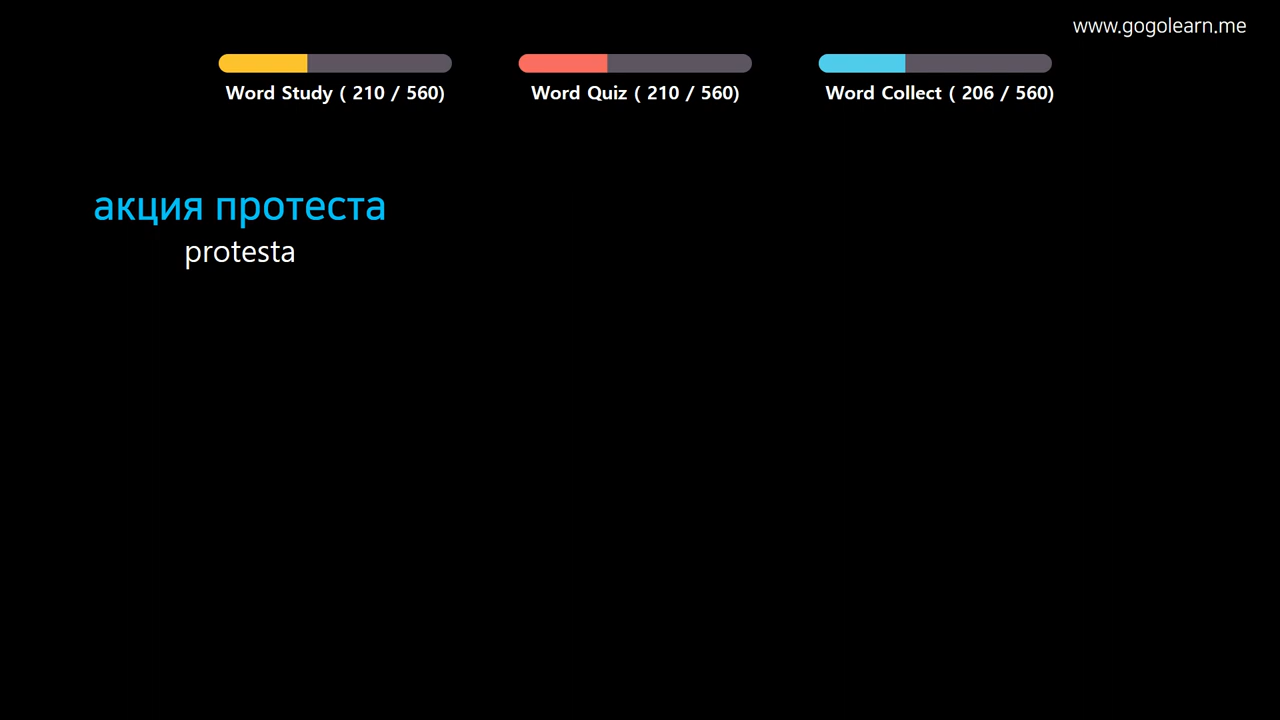 www.gogolearn.me
Word Study ( 210 / 560)
Word Quiz ( 210 / 560)
Word Collect ( 206 / 560)
акция протеста
protesta